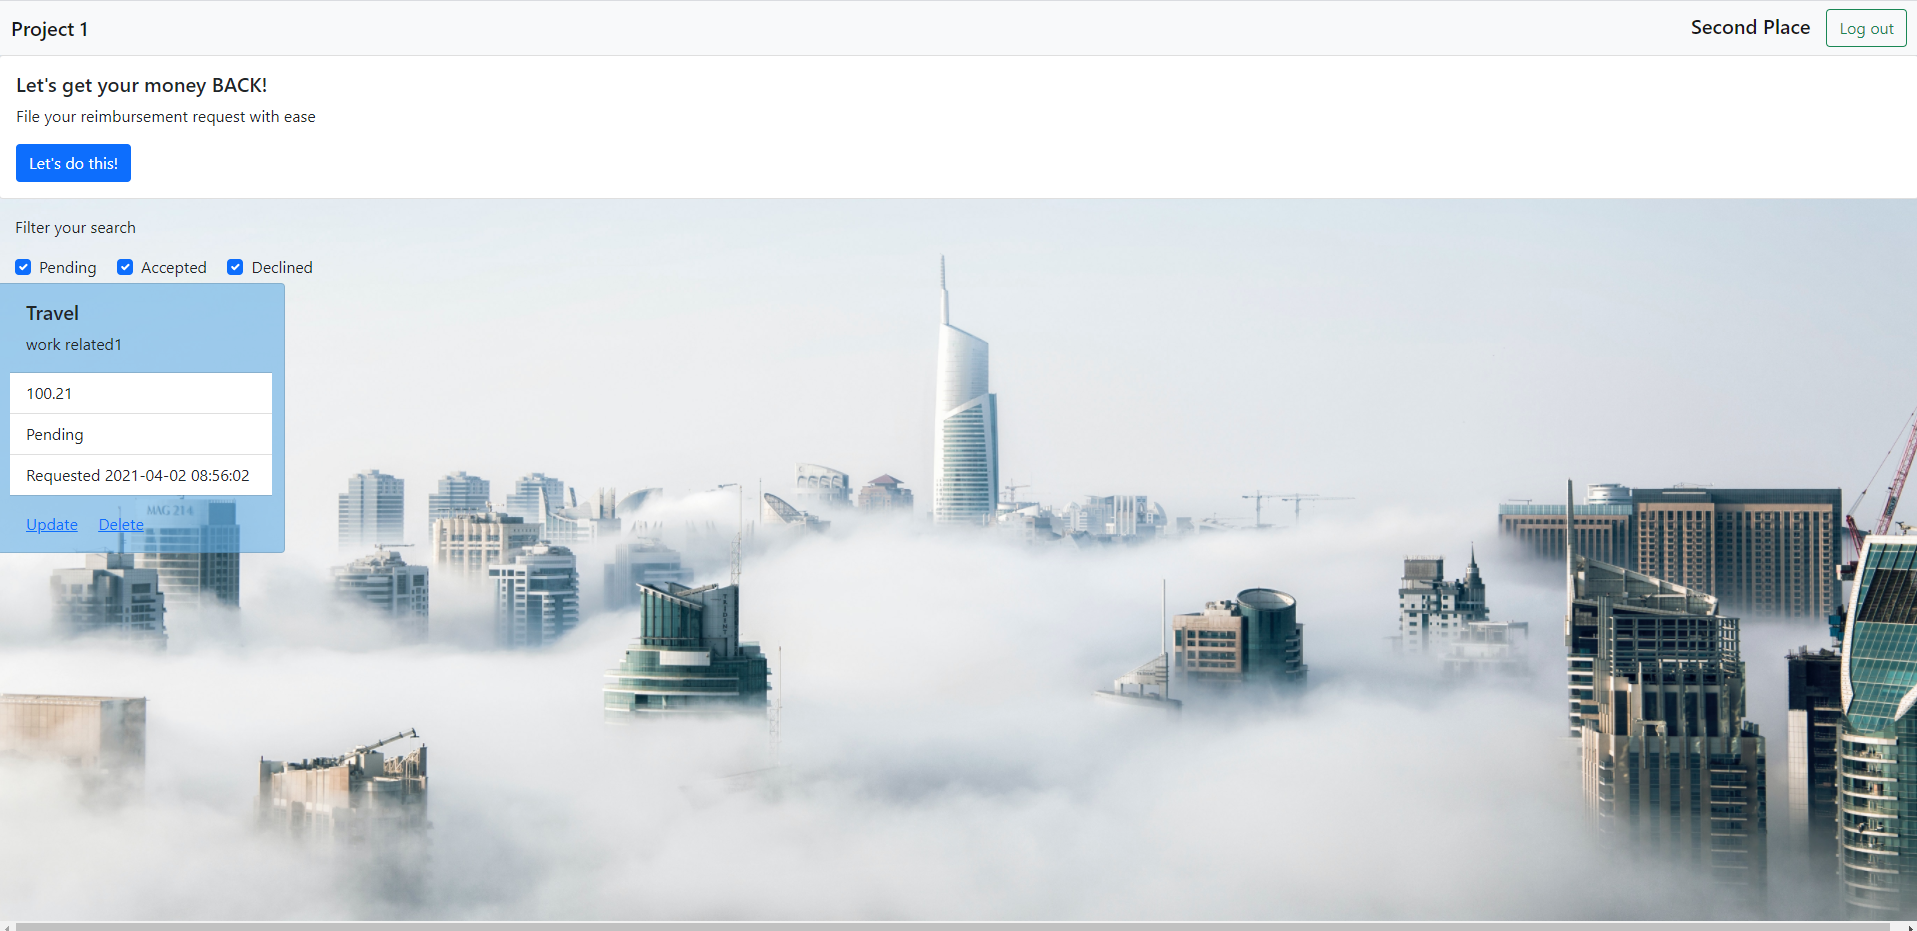 Project 1
Second Place
Log out
Let's get your money BACK!
File your reimbursement request with ease
Let's do this!
Filter your search
Pending Accepted Declined
Travel
work related1
100.21
Pending
Requested 2021-04-02 08:56:02
MAG 214
Update Delete
TRIDENT